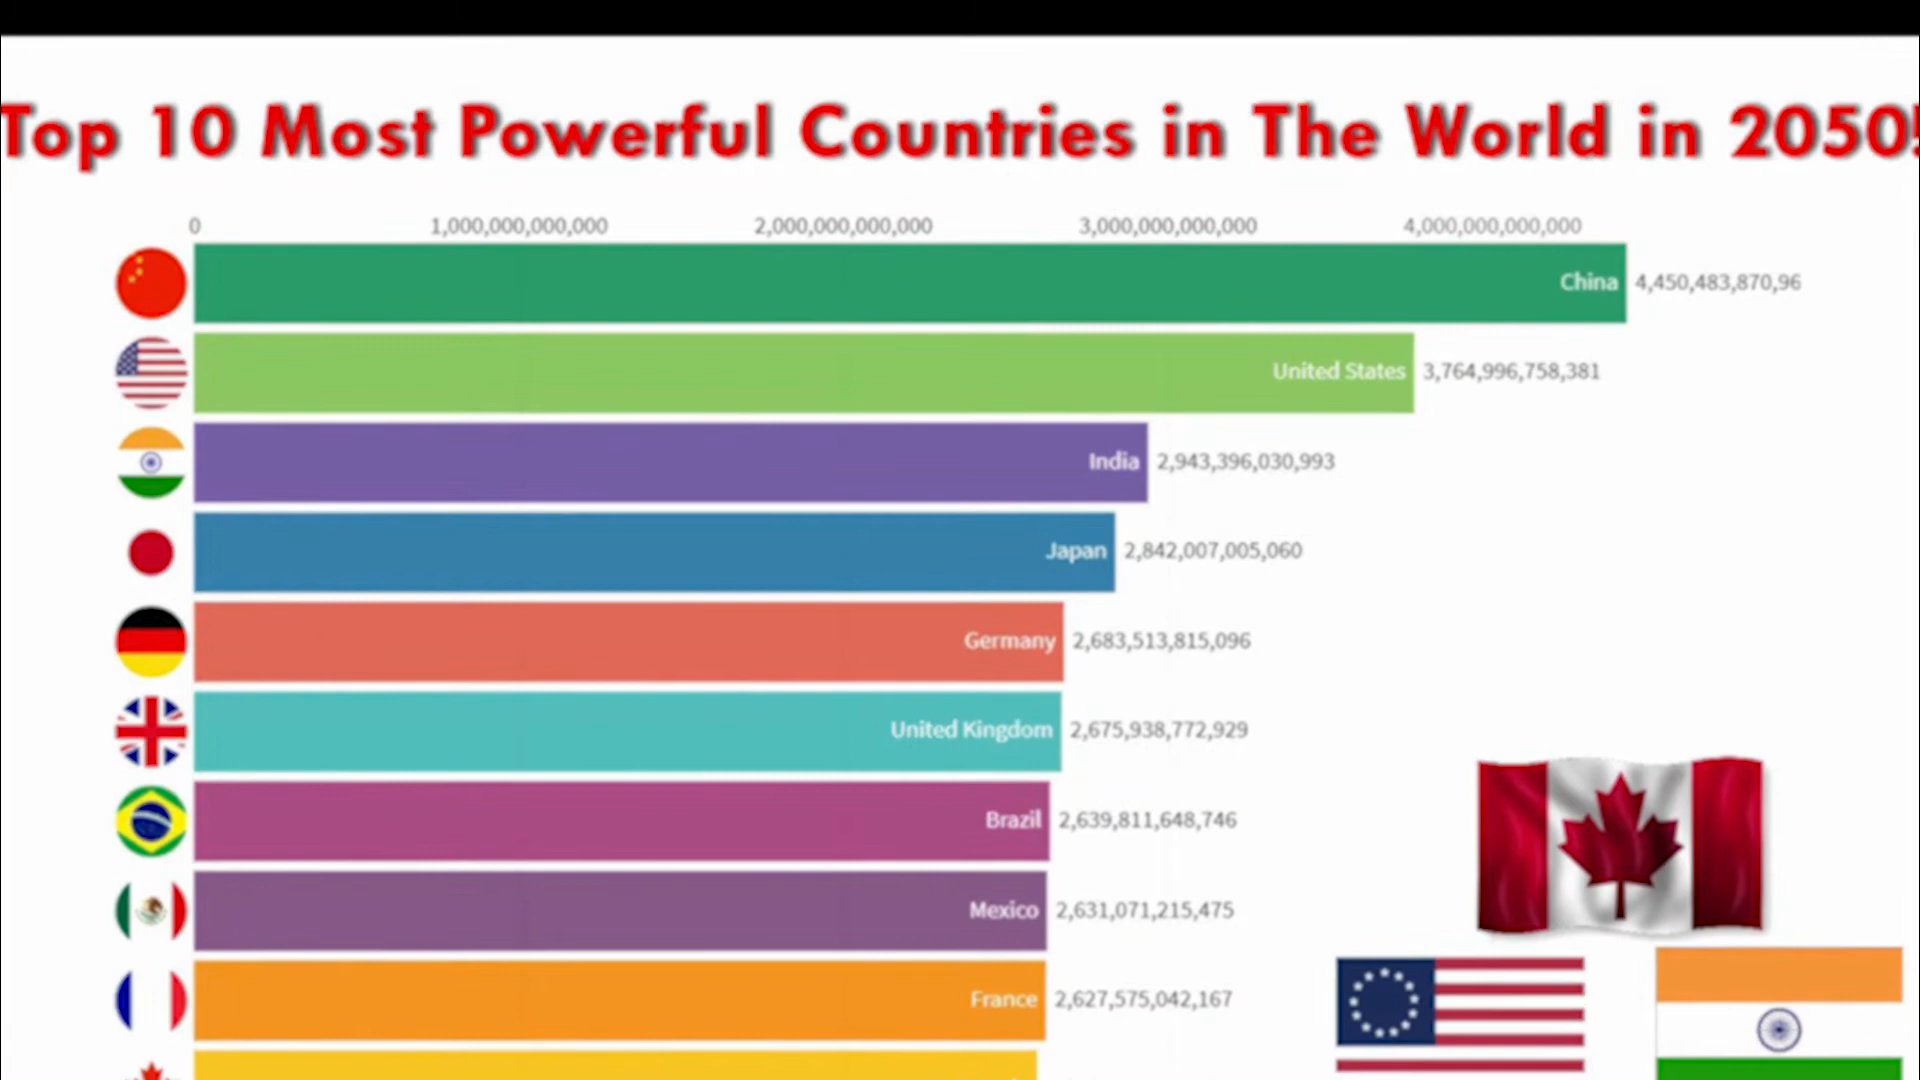 Top 10 Most Powerful Countries in The World in 2050!
0 1,000,000,000,000 2,000,000,000,000 3,000,000,000,000 4,000,000,000,000
China 4,450,483,870,96
United States 3,764,996,758,381
India 2,943,396,030,993
Japan 2,842,007,005,060
Germany 2,683,513,815,096
United Kingdom 2,675,938,772,929
Brazil 2,639,811,648,746
Mexico 2,631,071,215,475
France 2,627,575,042,167